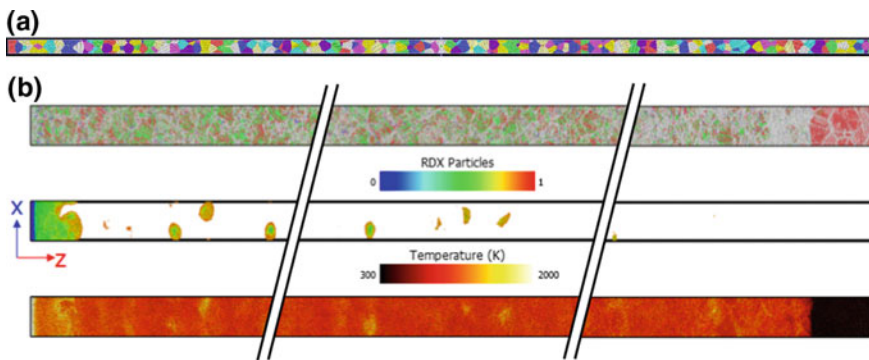 (a)
(b)
RDX Particles
0 1
X
Z
Temperature (K)
300 2000